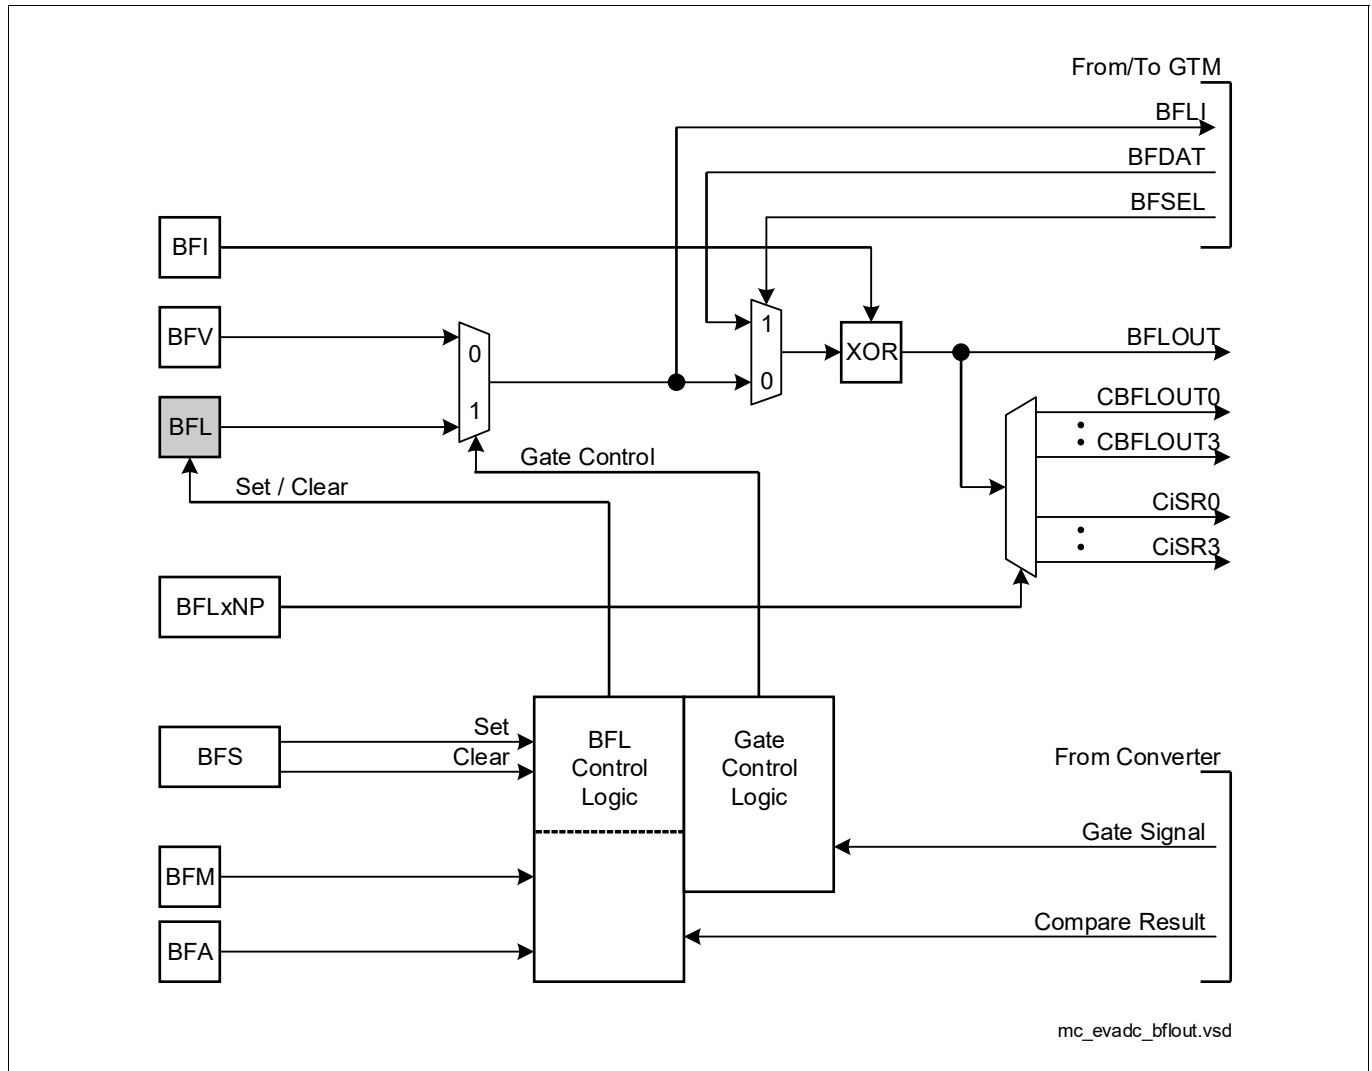 From/To GTM
BFLI
BFDAT
BFSEL
BFI
BFV
0
1
1
0
XOR
BFLOUT
BFL
CBFLOUT0
CBFLOUT3
Gate Control
Set / Clear
CiSR0
CiSR3
BFLxNP
BFS
Set
Clear
BFL
Control
Logic
Gate
Control
Logic
From Converter
Gate Signal
BFM
Compare Result
BFA
mc_evadc_bflout.vsd